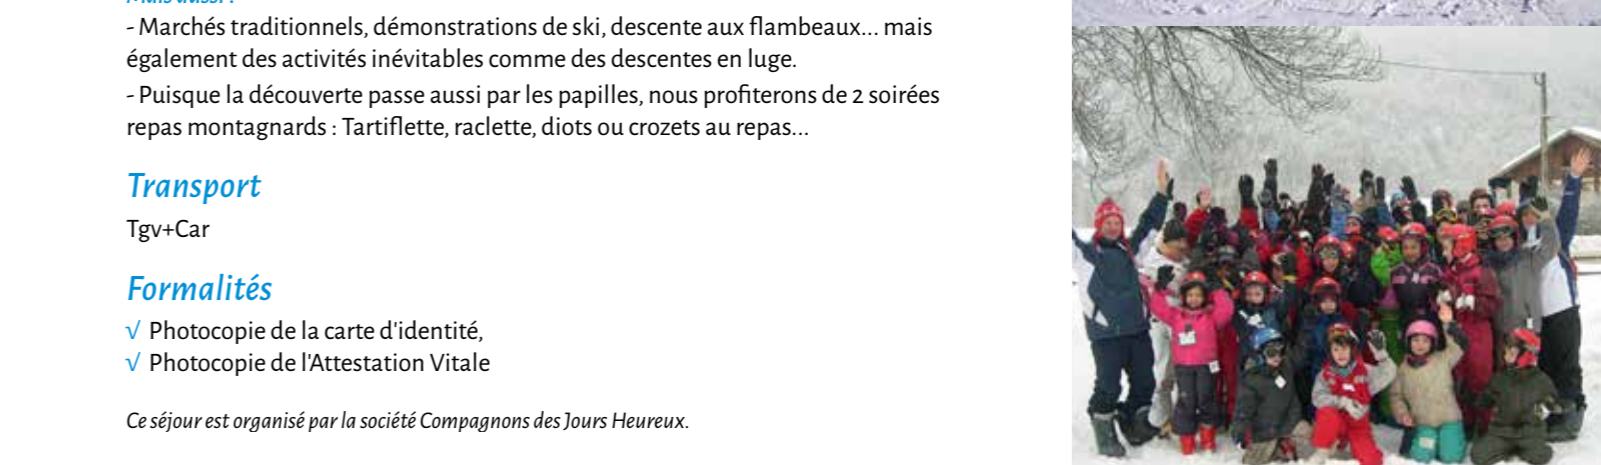 Mais aussi :
- Marchés traditionnels, démonstrations de ski, descente aux flambeaux... mais
également des activités inévitables comme des descentes en luge.
- Puisque la découverte passe aussi par les papilles, nous profiterons de 2 soirées
repas montagnards : Tartiflette, raclette, diots ou crozets au repas...
Transport
Tgv+Car
Formalités
√ Photocopie de la carte d'identité,
√ Photocopie de l'Attestation Vitale
Ce séjour est organisé par la société Compagnons des Jours Heureux.